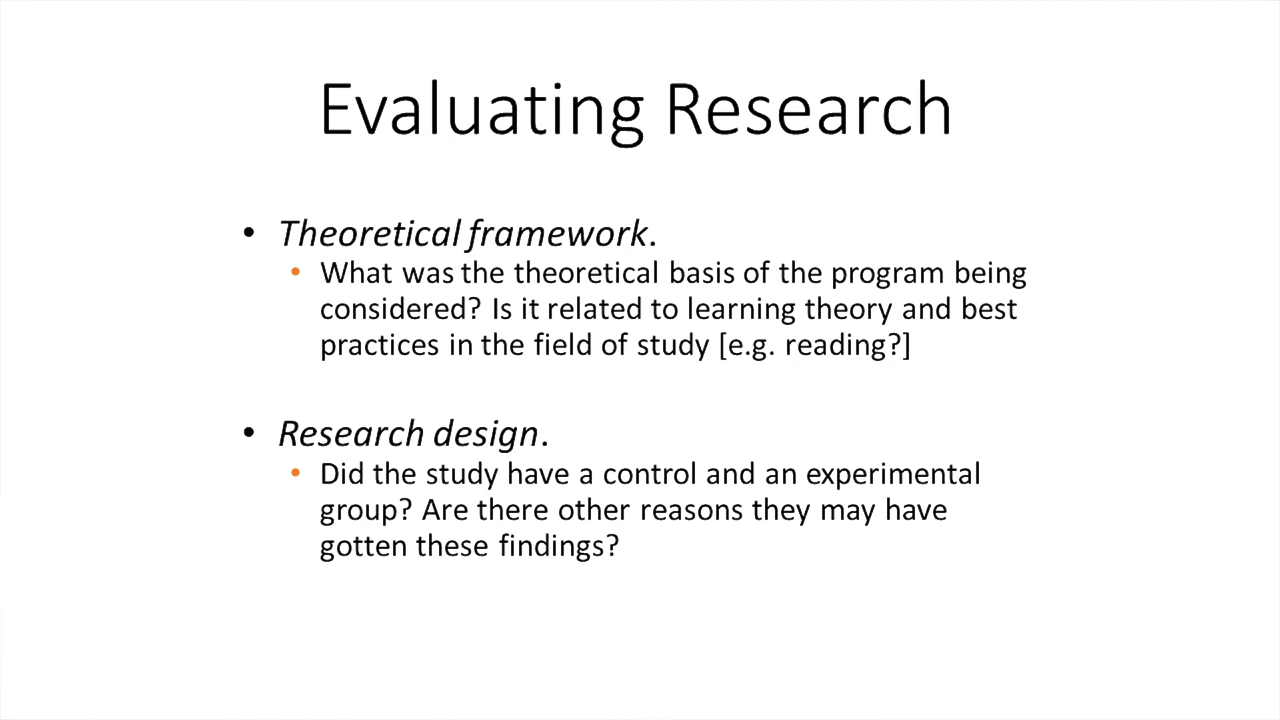 Evaluating Research
• Theoretical framework.
• What was the theoretical basis of the program being
considered? Is it related to learning theory and best
practices in the field of study [e.g. reading?]
• Research design.
• Did the study have a control and an experimental
group? Are there other reasons they may have
gotten these findings?